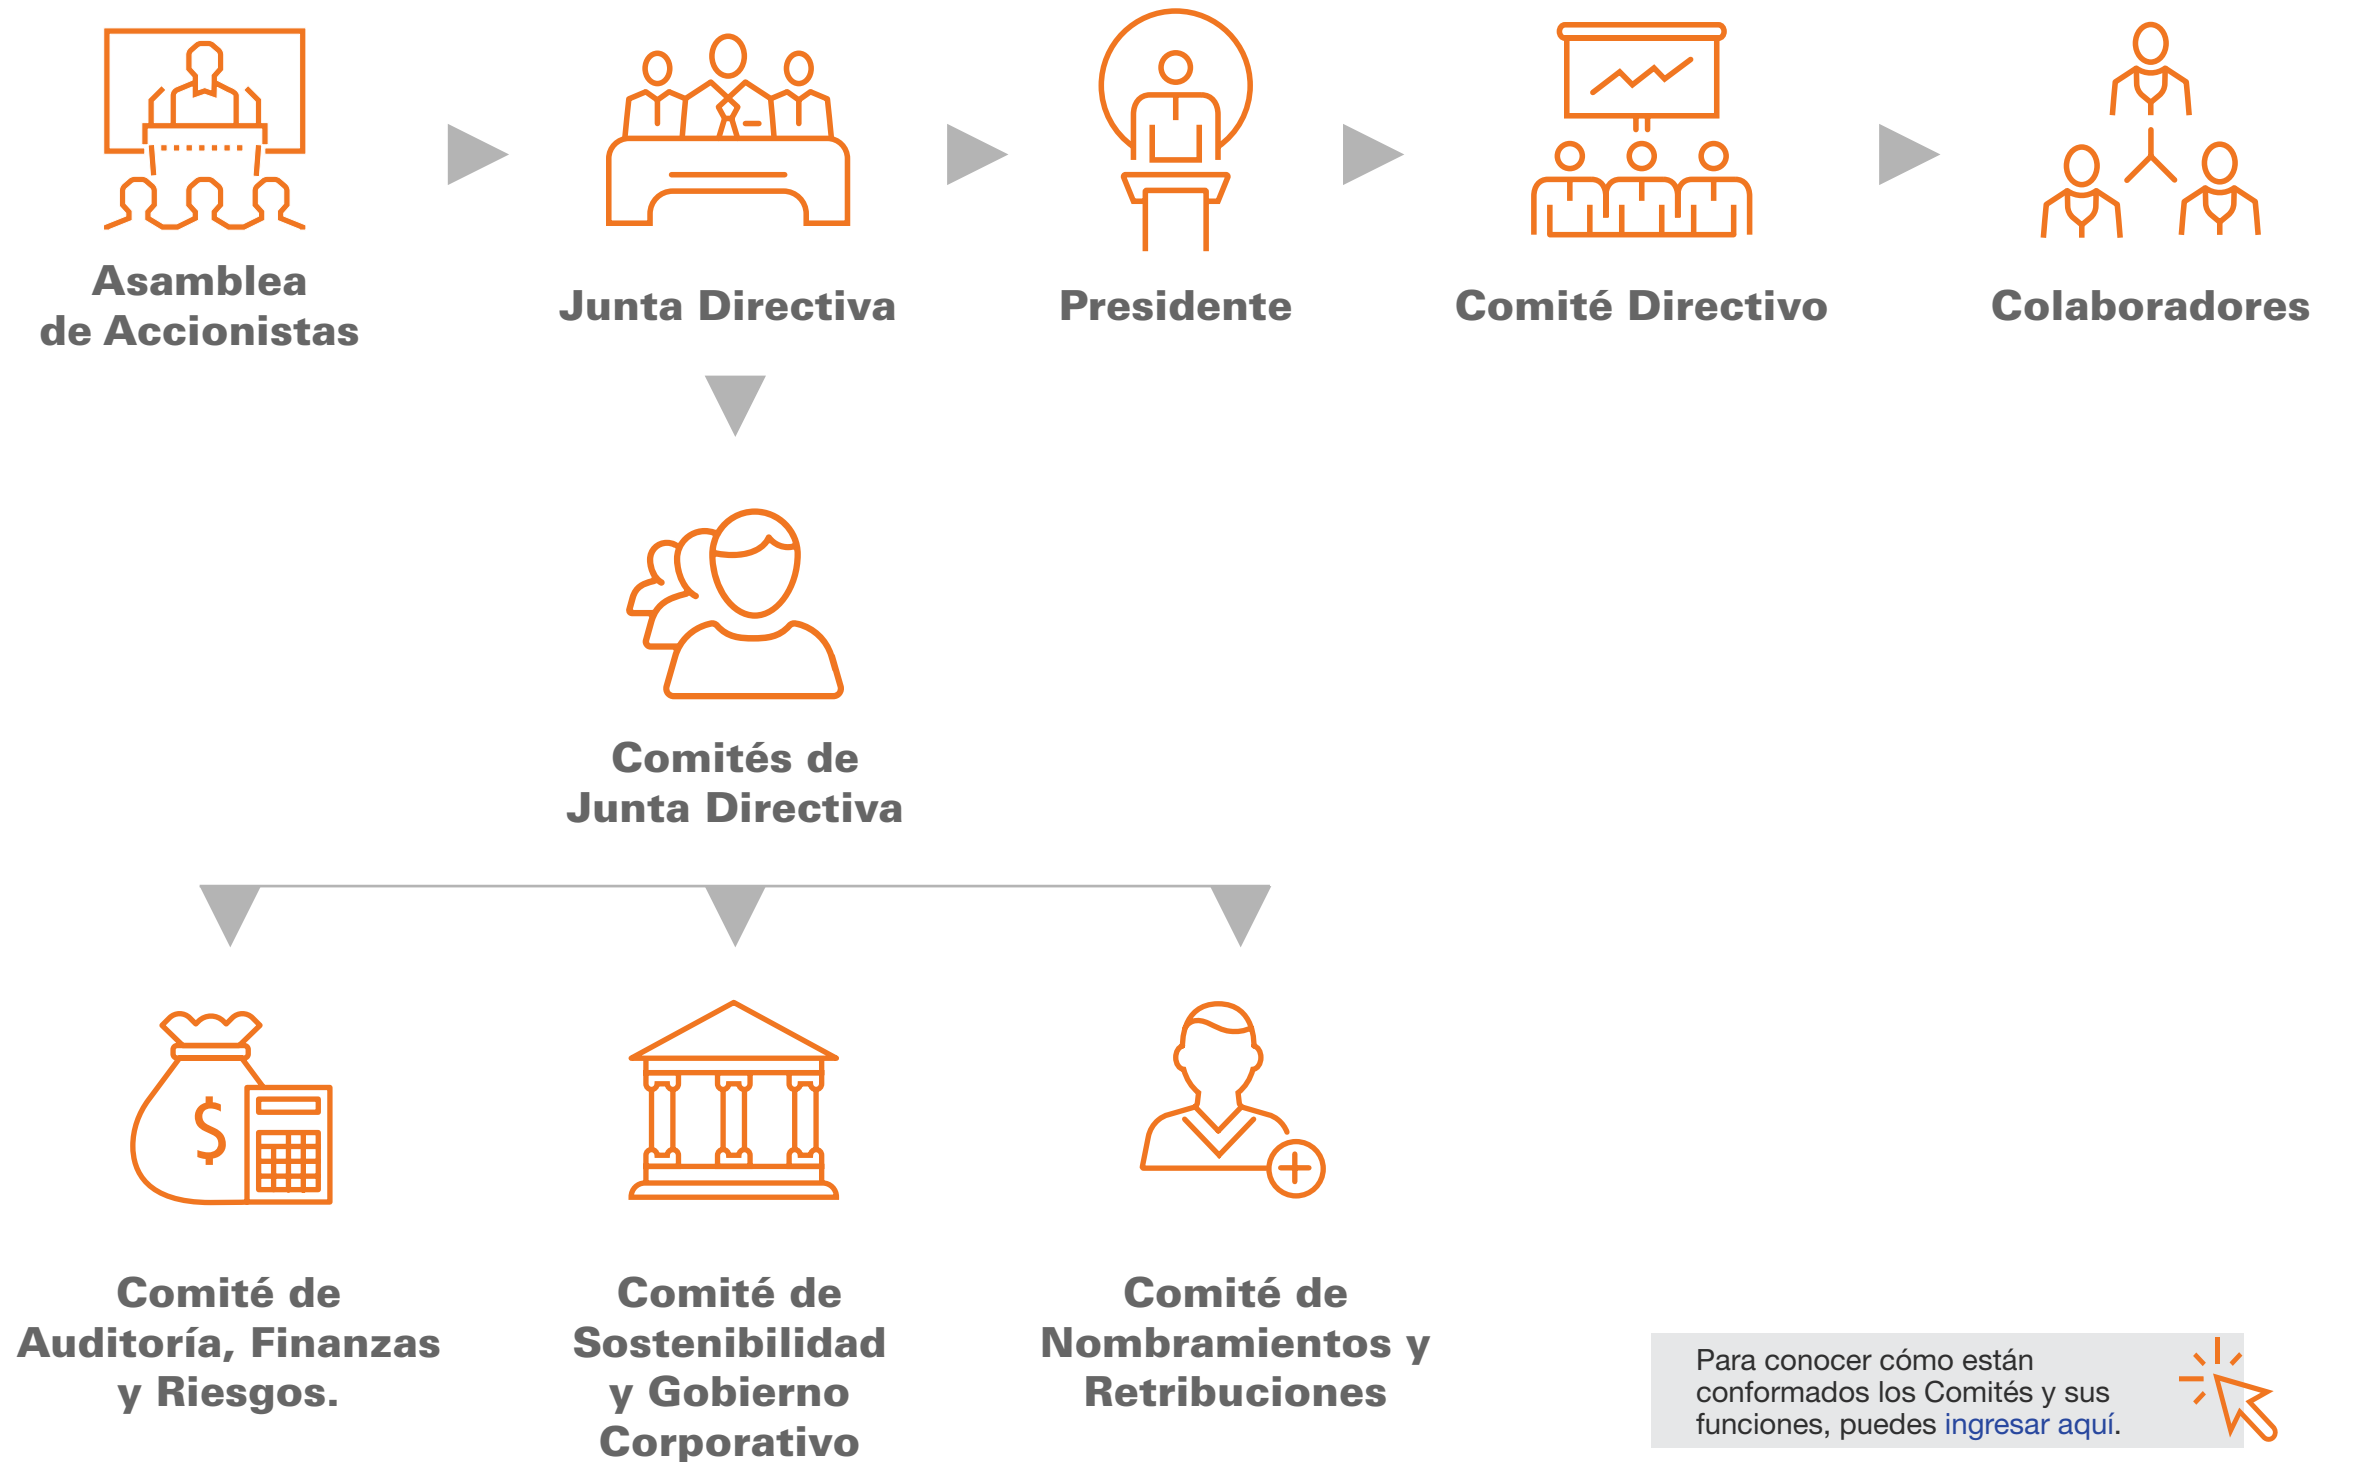 Asamblea
de Accionistas
Junta Directiva
Presidente
Comité Directivo
Colaboradores
Comités de
Junta Directiva
$
Comité de
Auditoría, Finanzas
y Riesgos.
Comité de
Sostenibilidad
y Gobierno
Corporativo
Comité de
Nombramientos y
Retribuciones
Para conocer cómo están
conformados los Comités y sus
funciones, puedes ingresar aquí.